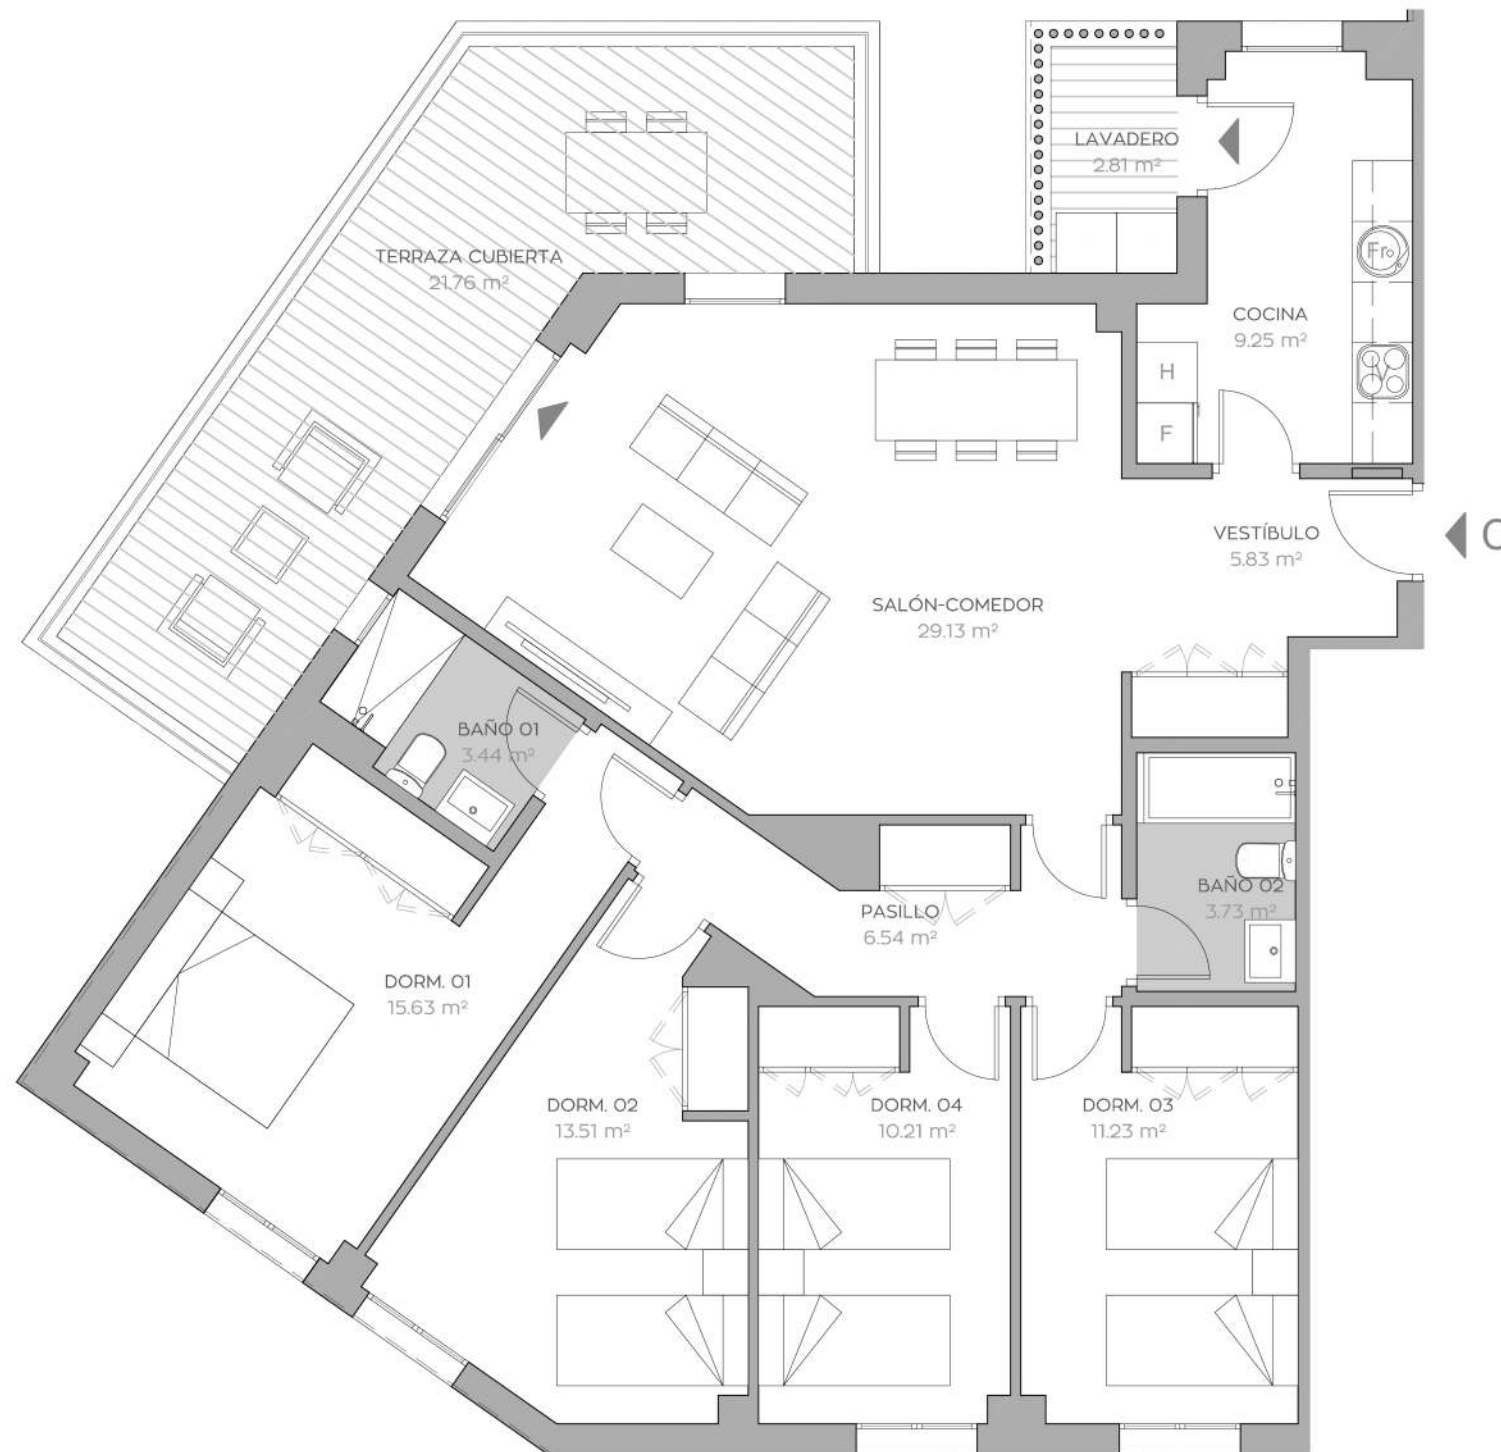 LAVADERO
2.81 m²
TERRAZA CUBIERTA
21.76 m²
Fr
COCINA
9.25 m²
H
F
VESTÍBULO
5.83 m²
SALÓN-COMEDOR
29.13 m²
BAÑO 01
3.44 m²
BAÑO 02
3.73 m²
PASILLO
6.54 m²
DORM. 01
15.63 m²
DORM. 02
13.51 m²
DORM. 04
10.21 m²
DORM. 03
11.23 m²